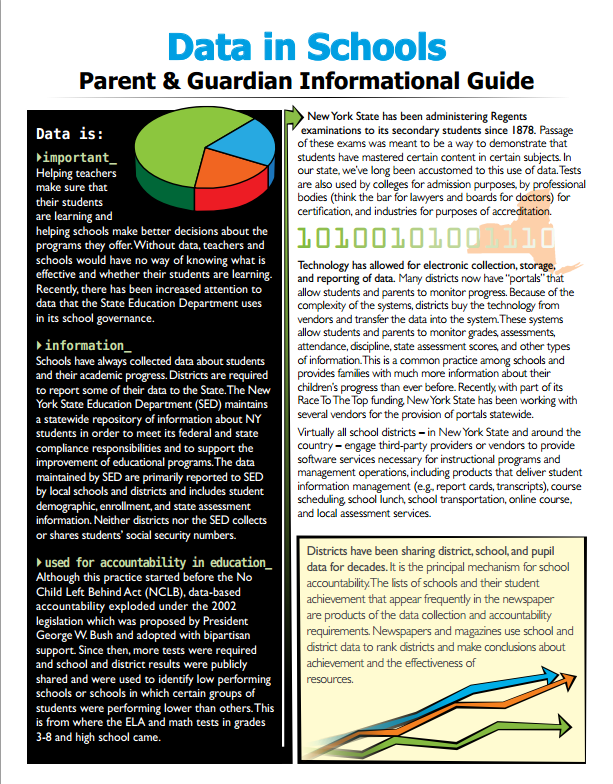 Data in Schools
Parent & Guardian Informational Guide
Data is:
important_
Helping teachers
make sure that
their students
are learning and
helping schools make better decisions about the
programs they offer. Without data, teachers and
schools would have no way of knowing what is
effective and whether their students are learning.
Recently, there has been increased attention to
data that the State Education Department uses
in its school governance.
information_
Schools have always collected data about students
and their academic progress. Districts are required
to report some of their data to the State. The New
York State Education Department (SED) maintains
a statewide repository of information about NY
students in order to meet its federal and state
compliance responsibilities and to support the
improvement of educational programs. The data
maintained by SED are primarily reported to SED
by local schools and districts and includes student
demographic, enrollment, and state assessment
information. Neither districts nor the SED collects
or shares students' social security numbers.
used for accountability in education_
Although this practice started before the No
Child Left Behind Act (NCLB), data-based
accountability exploded under the 2002
legislation which was proposed by President
George W. Bush and adopted with bipartisan
support. Since then, more tests were required
and school and district results were publicly
shared and were used to identify low performing
schools or schools in which certain groups of
students were performing lower than others. This
is from where the ELA and math tests in grades
3-8 and high school came.
New York State has been administering Regents
examinations to its secondary students since 1878. Passage
of these exams was meant to be a way to demonstrate that
students have mastered certain content in certain subjects. In
our state, we've long been accustomed to this use of data. Tests
are also used by colleges for admission purposes, by professional
bodies (think the bar for lawyers and boards for doctors) for
certification, and industries for purposes of accreditation.
10100101001110
Technology has allowed for electronic collection, storage,
and reporting of data. Many districts now have "portals" that
allow students and parents to monitor progress. Because of the
complexity of the systems, districts buy the technology from
vendors and transfer the data into the system. These systems
allow students and parents to monitor grades, assessments,
attendance, discipline, state assessment scores, and other types
of information. This is a common practice among schools and
provides families with much more information about their
children's progress than ever before. Recently, with part of its
Race To The Top funding, New York State has been working with
several vendors for the provision of portals statewide.
Virtually all school districts – in New York State and around the
country – engage third-party providers or vendors to provide
software services necessary for instructional programs and
management operations, including products that deliver student
information management (e.g., report cards, transcripts), course
scheduling, school lunch, school transportation, online course,
and local assessment services.
Districts have been sharing district, school, and pupil
data for decades. It is the principal mechanism for school
accountability. The lists of schools and their student
achievement that appear frequently in the newspaper
are products of the data collection and accountability
requirements. Newspapers and magazines use school and
district data to rank districts and make conclusions about
achievement and the effectiveness of
resources.